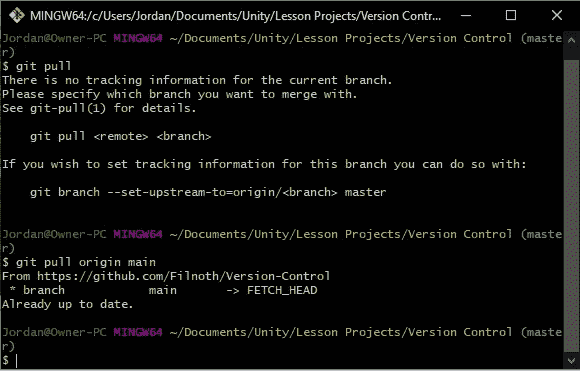 MINGW64:/c/Users/Jordan/Documents/Unity/Lesson Projects/Version Contr...
Jordan@Owner-PC MINGW64 ~/Documents/Unity/Lesson Projects/Version Control (maste
r)
$ git pull
There is no tracking information for the current branch.
Please specify which branch you want to merge with.
See git-pull(1) for details.

    git pull <remote> <branch>

If you wish to set tracking information for this branch you can do so with:

    git branch --set-upstream-to=origin/<branch> master

Jordan@Owner-PC MINGW64 ~/Documents/Unity/Lesson Projects/Version Control (maste
r)
$ git pull origin main
From https://github.com/Filnoth/Version-Control
 * branch            main       -> FETCH_HEAD
Already up to date.

Jordan@Owner-PC MINGW64 ~/Documents/Unity/Lesson Projects/Version Control (maste
r)
$